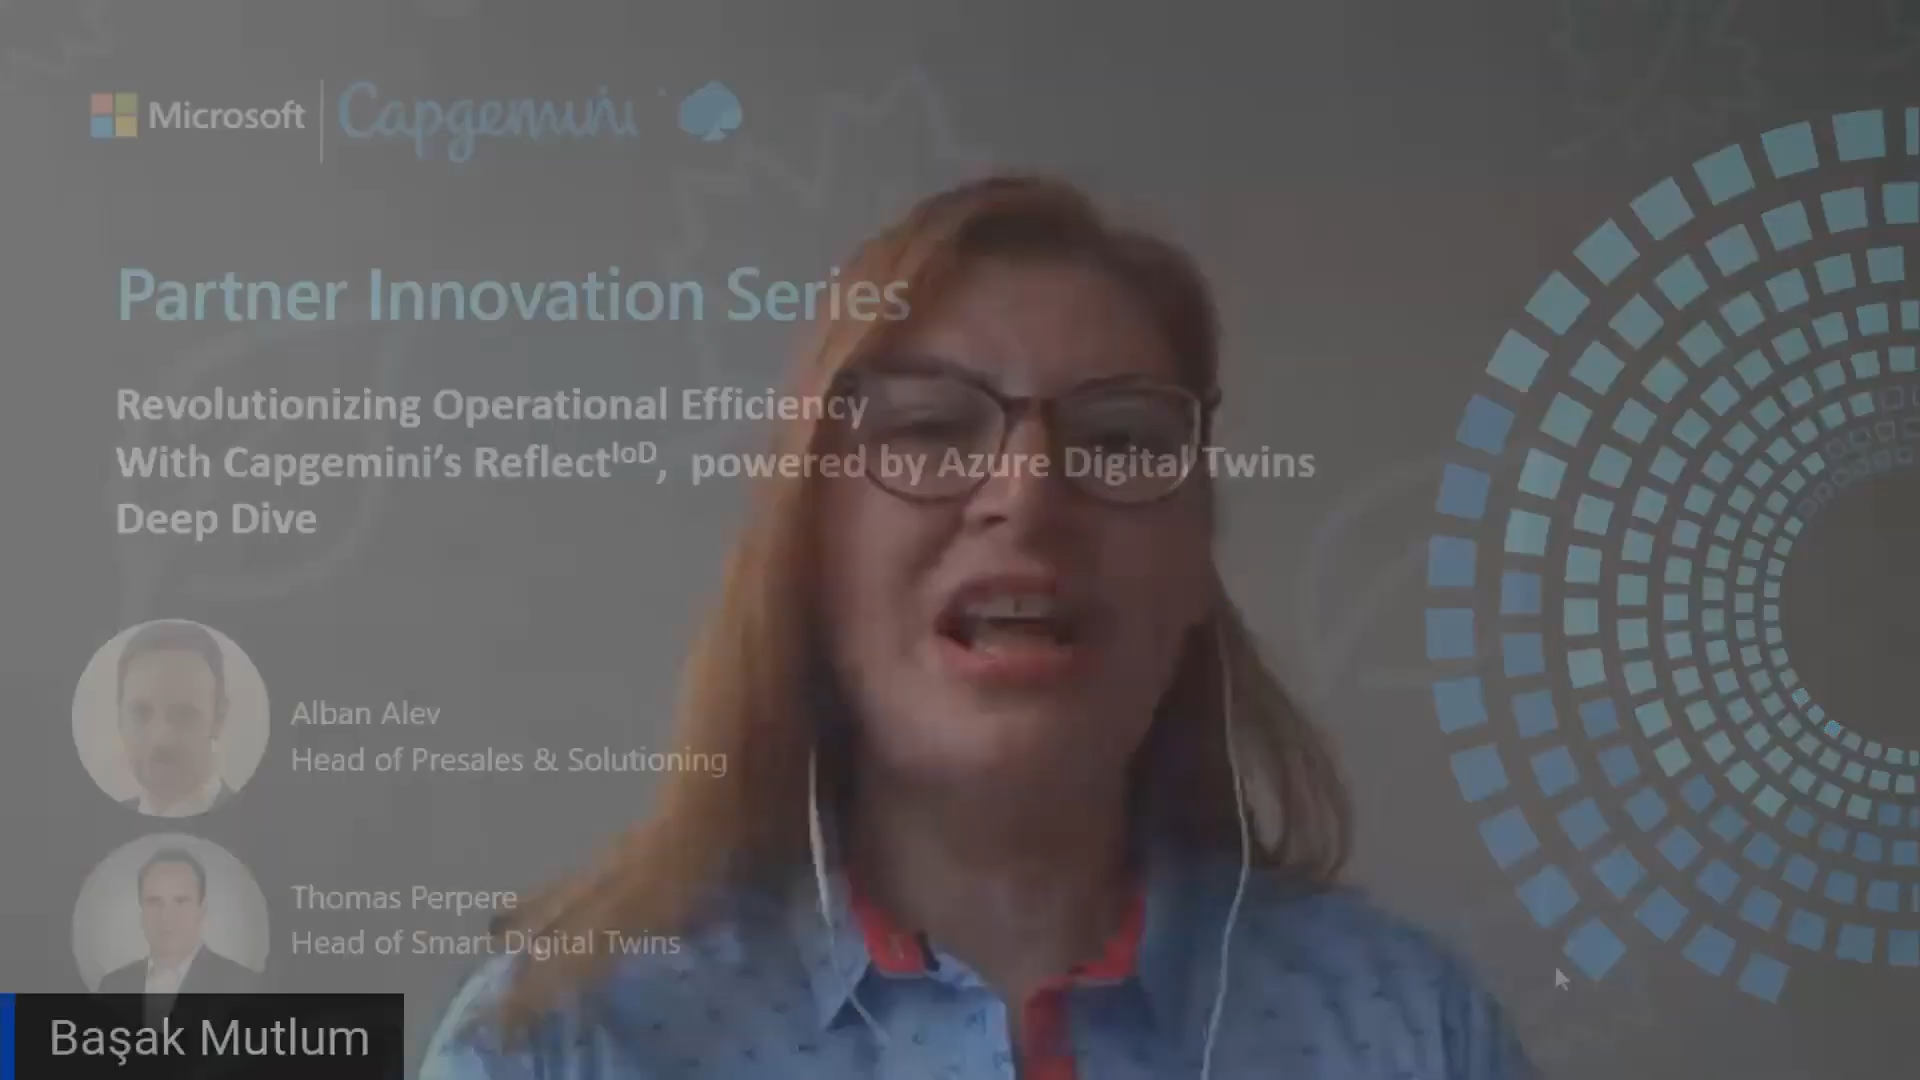 Microsoft
Capgemini
Partner Innovation Series
Revolutionizing Operational Efficiency
With Capgemini’s ReflectIoD, powered by Azure Digital Twins
Deep Dive
Alban Alev
Head of Presales & Solutioning
Thomas Perpere
Head of Smart Digital Twins
Başak Mutlum